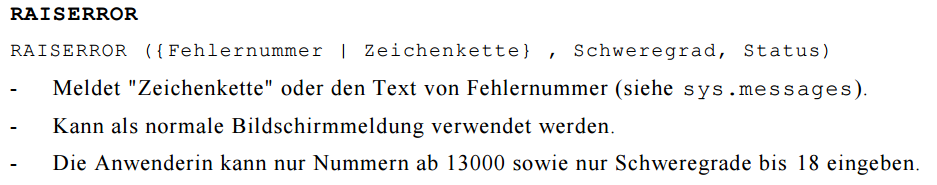 RAISERROR
RAISERROR ({Fehlernummer | Zeichenkette} , Schweregrad, Status)
- Meldet "Zeichenkette" oder den Text von Fehlernummer (siehe sys.messages).
- Kann als normale Bildschirmmeldung verwendet werden.
- Die Anwenderin kann nur Nummern ab 13000 sowie nur Schweregrade bis 18 eingeben.